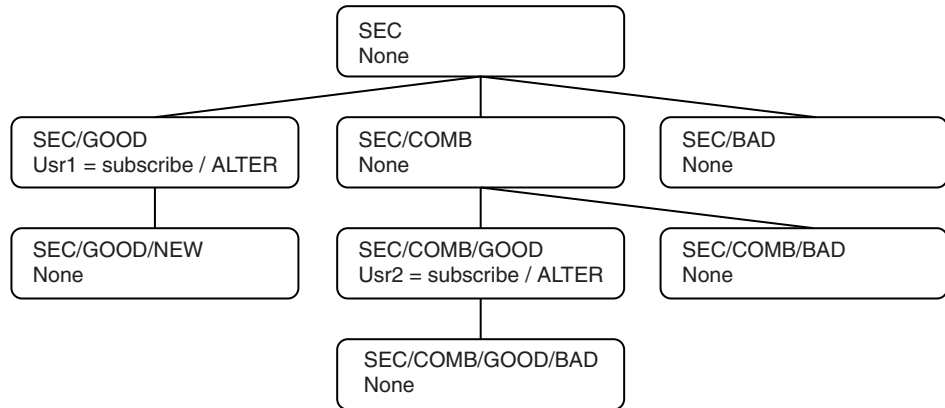 SEC
None
SEC/GOOD
Usr1 = subscribe / ALTER
SEC/COMB
None
SEC/BAD
None
SEC/GOOD/NEW
None
SEC/COMB/GOOD
Usr2 = subscribe / ALTER
SEC/COMB/BAD
None
SEC/COMB/GOOD/BAD
None